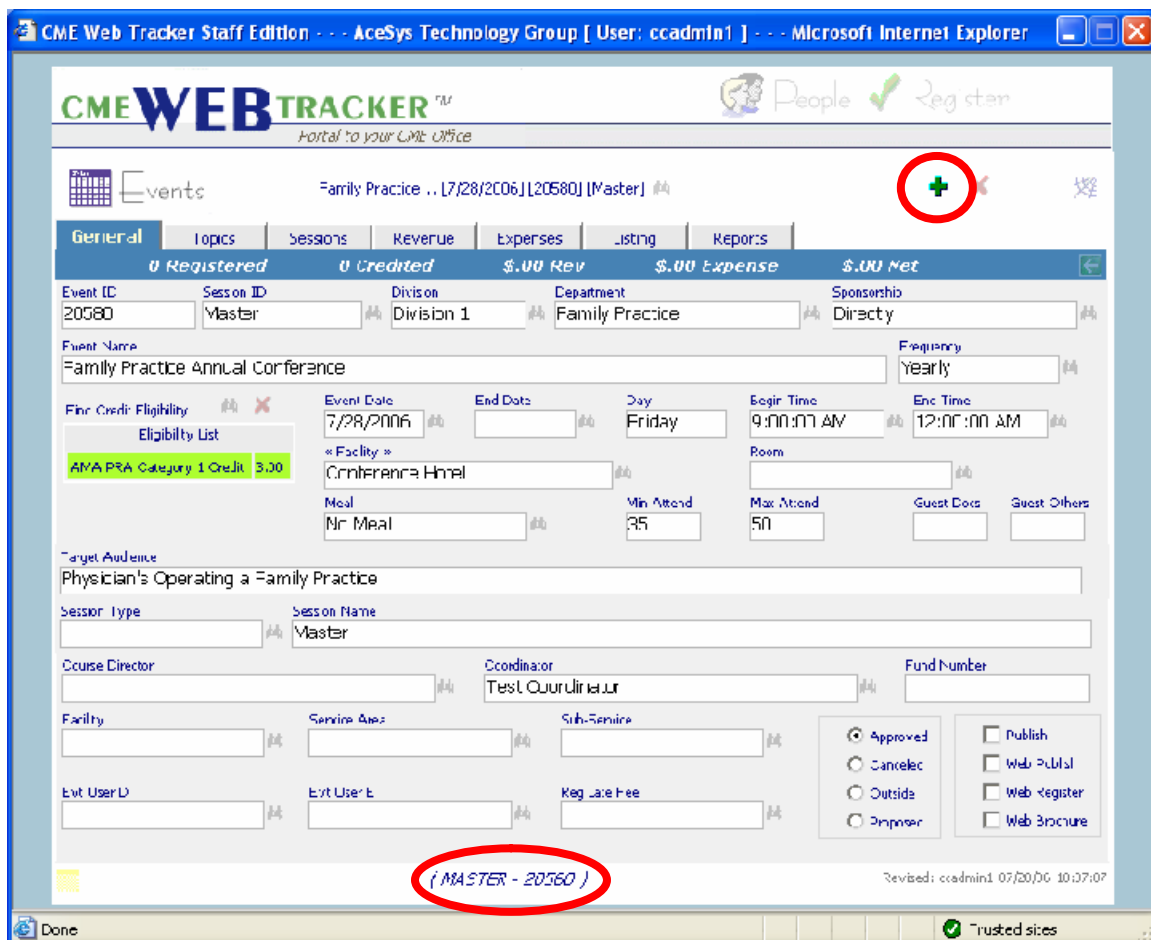 CME Web Tracker Staff Edition - - - AceSys Technology Group [ User: ccadmin1 ] - - - Microsoft Internet Explorer
CME WEB TRACKER TM
Portal to your CME Office
People Register
Events
Family Practice .. [7/28/2006] [20580] [Master]
General Topics Sessions Revenue Expenses Listing Reports
0 Registered 0 Credited $.00 Rev $.00 Expense $.00 Net
Event ID Session ID Division Department Sponsorship
20580 Master Division 1 Family Practice Directly
Event Name Frequency
Family Practice Annual Conference Yearly
Find Credit Eligibility Event Date End Date Day Begin Time End Time
Eligibilty List 7/28/2006 Friday 9:00:00 AM 12:00:00 AM
AMA PRA Category 1 Credit 3.00
« Facility » Room
Conference Hotel
Meal Min Attend Max Attend Guest Docs Guest Others
No Meal 35 50
Target Audience
Physician's Operating a Family Practice
Session Type Session Name
Master
Course Director Coordinator Fund Number
Test Coordinator
Facility Service Area Sub-Service
Approved Publish
Canceled Web Publish
Evt User D Evt User E Reg Late Fee
Outside Web Register
Proposed Web Brochure
( MASTER - 20560 )
Revised: ccadmin1 07/20/06 10:37:07
Done Trusted sites